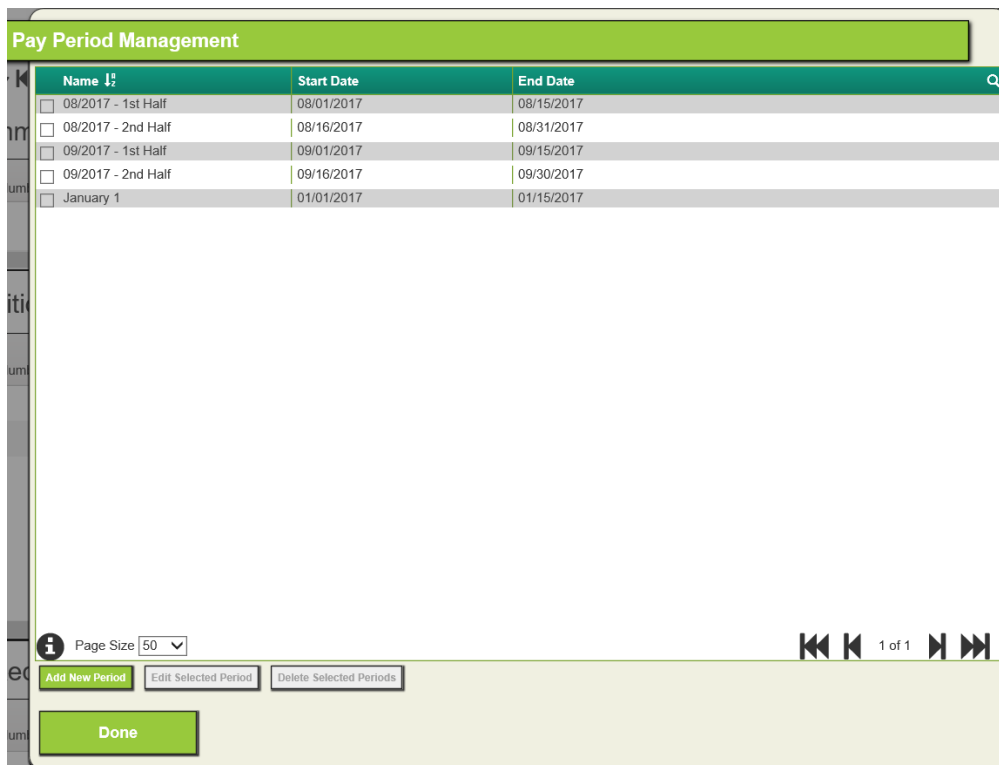 Pay Period Management
Name Start Date End Date
08/2017 - 1st Half 08/01/2017 08/15/2017
08/2017 - 2nd Half 08/16/2017 08/31/2017
09/2017 - 1st Half 09/01/2017 09/15/2017
09/2017 - 2nd Half 09/16/2017 09/30/2017
January 1 01/01/2017 01/15/2017
Page Size 50 1 of 1
Add New Period Edit Selected Period Delete Selected Periods
Done